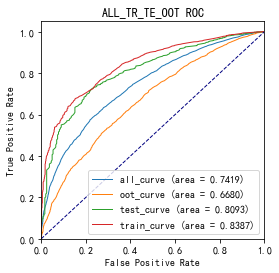 ALL_TR_TE_OOT ROC
1.0
0.8
0.6
0.4
0.2
0.0
True Positive Rate
all_curve (area = 0.7419)
oot_curve (area = 0.6680)
test_curve (area = 0.8093)
train_curve (area = 0.8387)
0.0 0.2 0.4 0.6 0.8 1.0
False Positive Rate